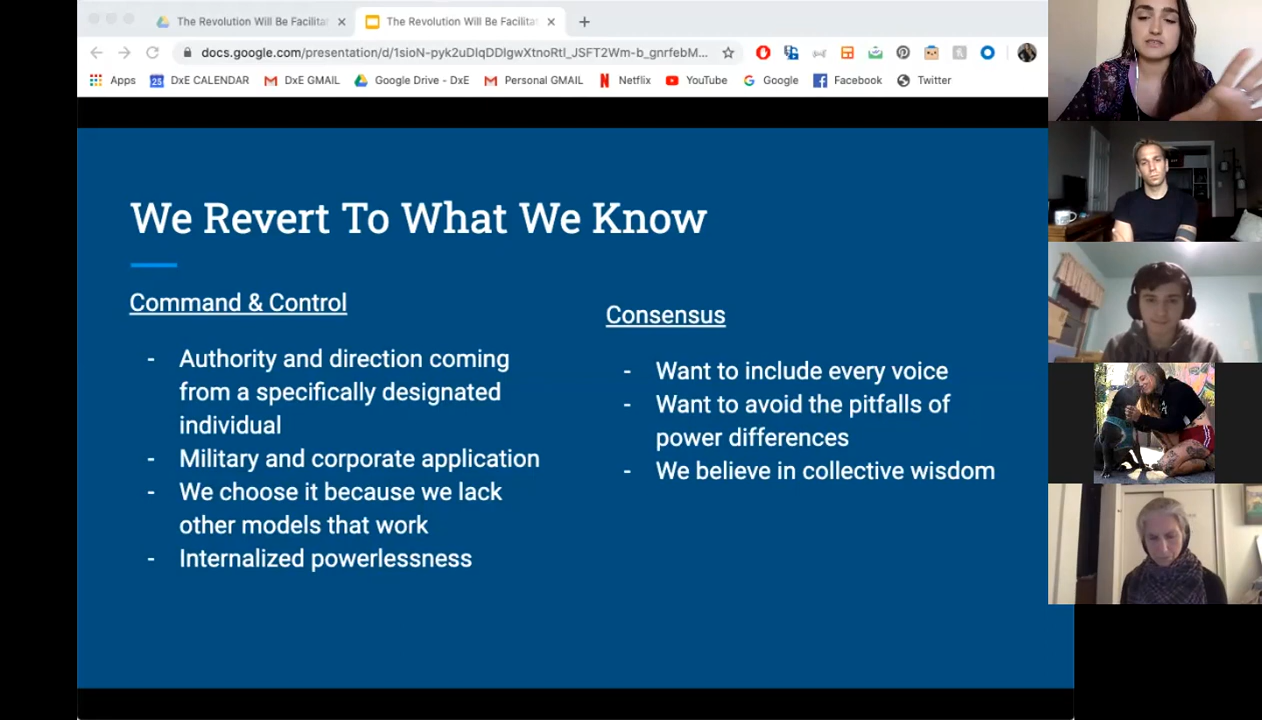 The Revolution Will Be Facilitat
The Revolution Will Be Facilitat
docs.google.com/presentation/d/1sioN-pyk2uDlqDDlgwXtnoRtl_JSFT2Wm-b_gnrfebM...
Apps
25
DxE CALENDAR
DxE GMAIL
Google Drive - DxE
Personal GMAIL
Netflix
YouTube
Google
Facebook
Twitter
We Revert To What We Know
Command & Control
- Authority and direction coming
from a specifically designated
individual
- Military and corporate application
- We choose it because we lack
other models that work
- Internalized powerlessness
Consensus
- Want to include every voice
- Want to avoid the pitfalls of
power differences
- We believe in collective wisdom